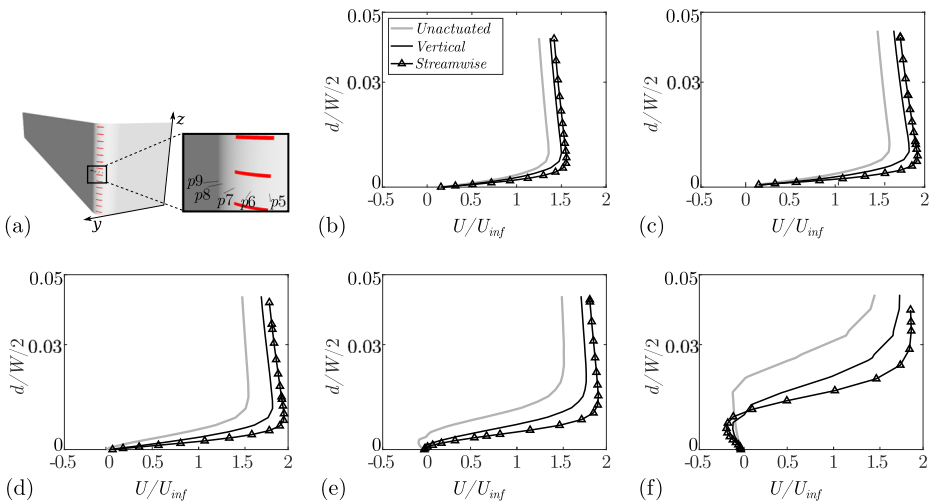 z
p9
p8
p7
p6
p5
y
(a)
0.05
Unactuated
Vertical
Streamwise
d/W/2
0.03
0
-0.5 0 0.5 1 1.5 2
(b)
U/U_inf
0.05
d/W/2
0.03
0
-0.5 0 0.5 1 1.5 2
(c)
U/U_inf
0.05
d/W/2
0.03
0
-0.5 0 0.5 1 1.5 2
(d)
U/U_inf
0.05
d/W/2
0.03
0
-0.5 0 0.5 1 1.5 2
(e)
U/U_inf
0.05
d/W/2
0.03
0
-0.5 0 0.5 1 1.5 2
(f)
U/U_inf